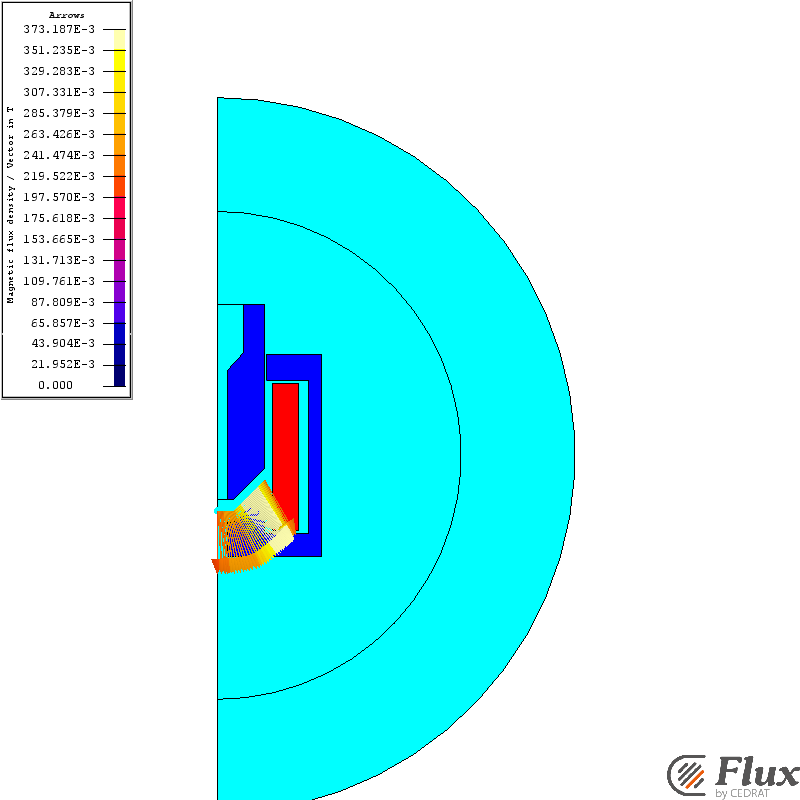 Arrows
373.187E-3
351.235E-3
329.283E-3
307.331E-3
285.379E-3
263.426E-3
241.474E-3
219.522E-3
197.570E-3
175.618E-3
153.665E-3
131.713E-3
109.761E-3
87.809E-3
65.857E-3
43.904E-3
21.952E-3
0.000
Magnetic flux density / Vector in T
Flux
by CEDRAT